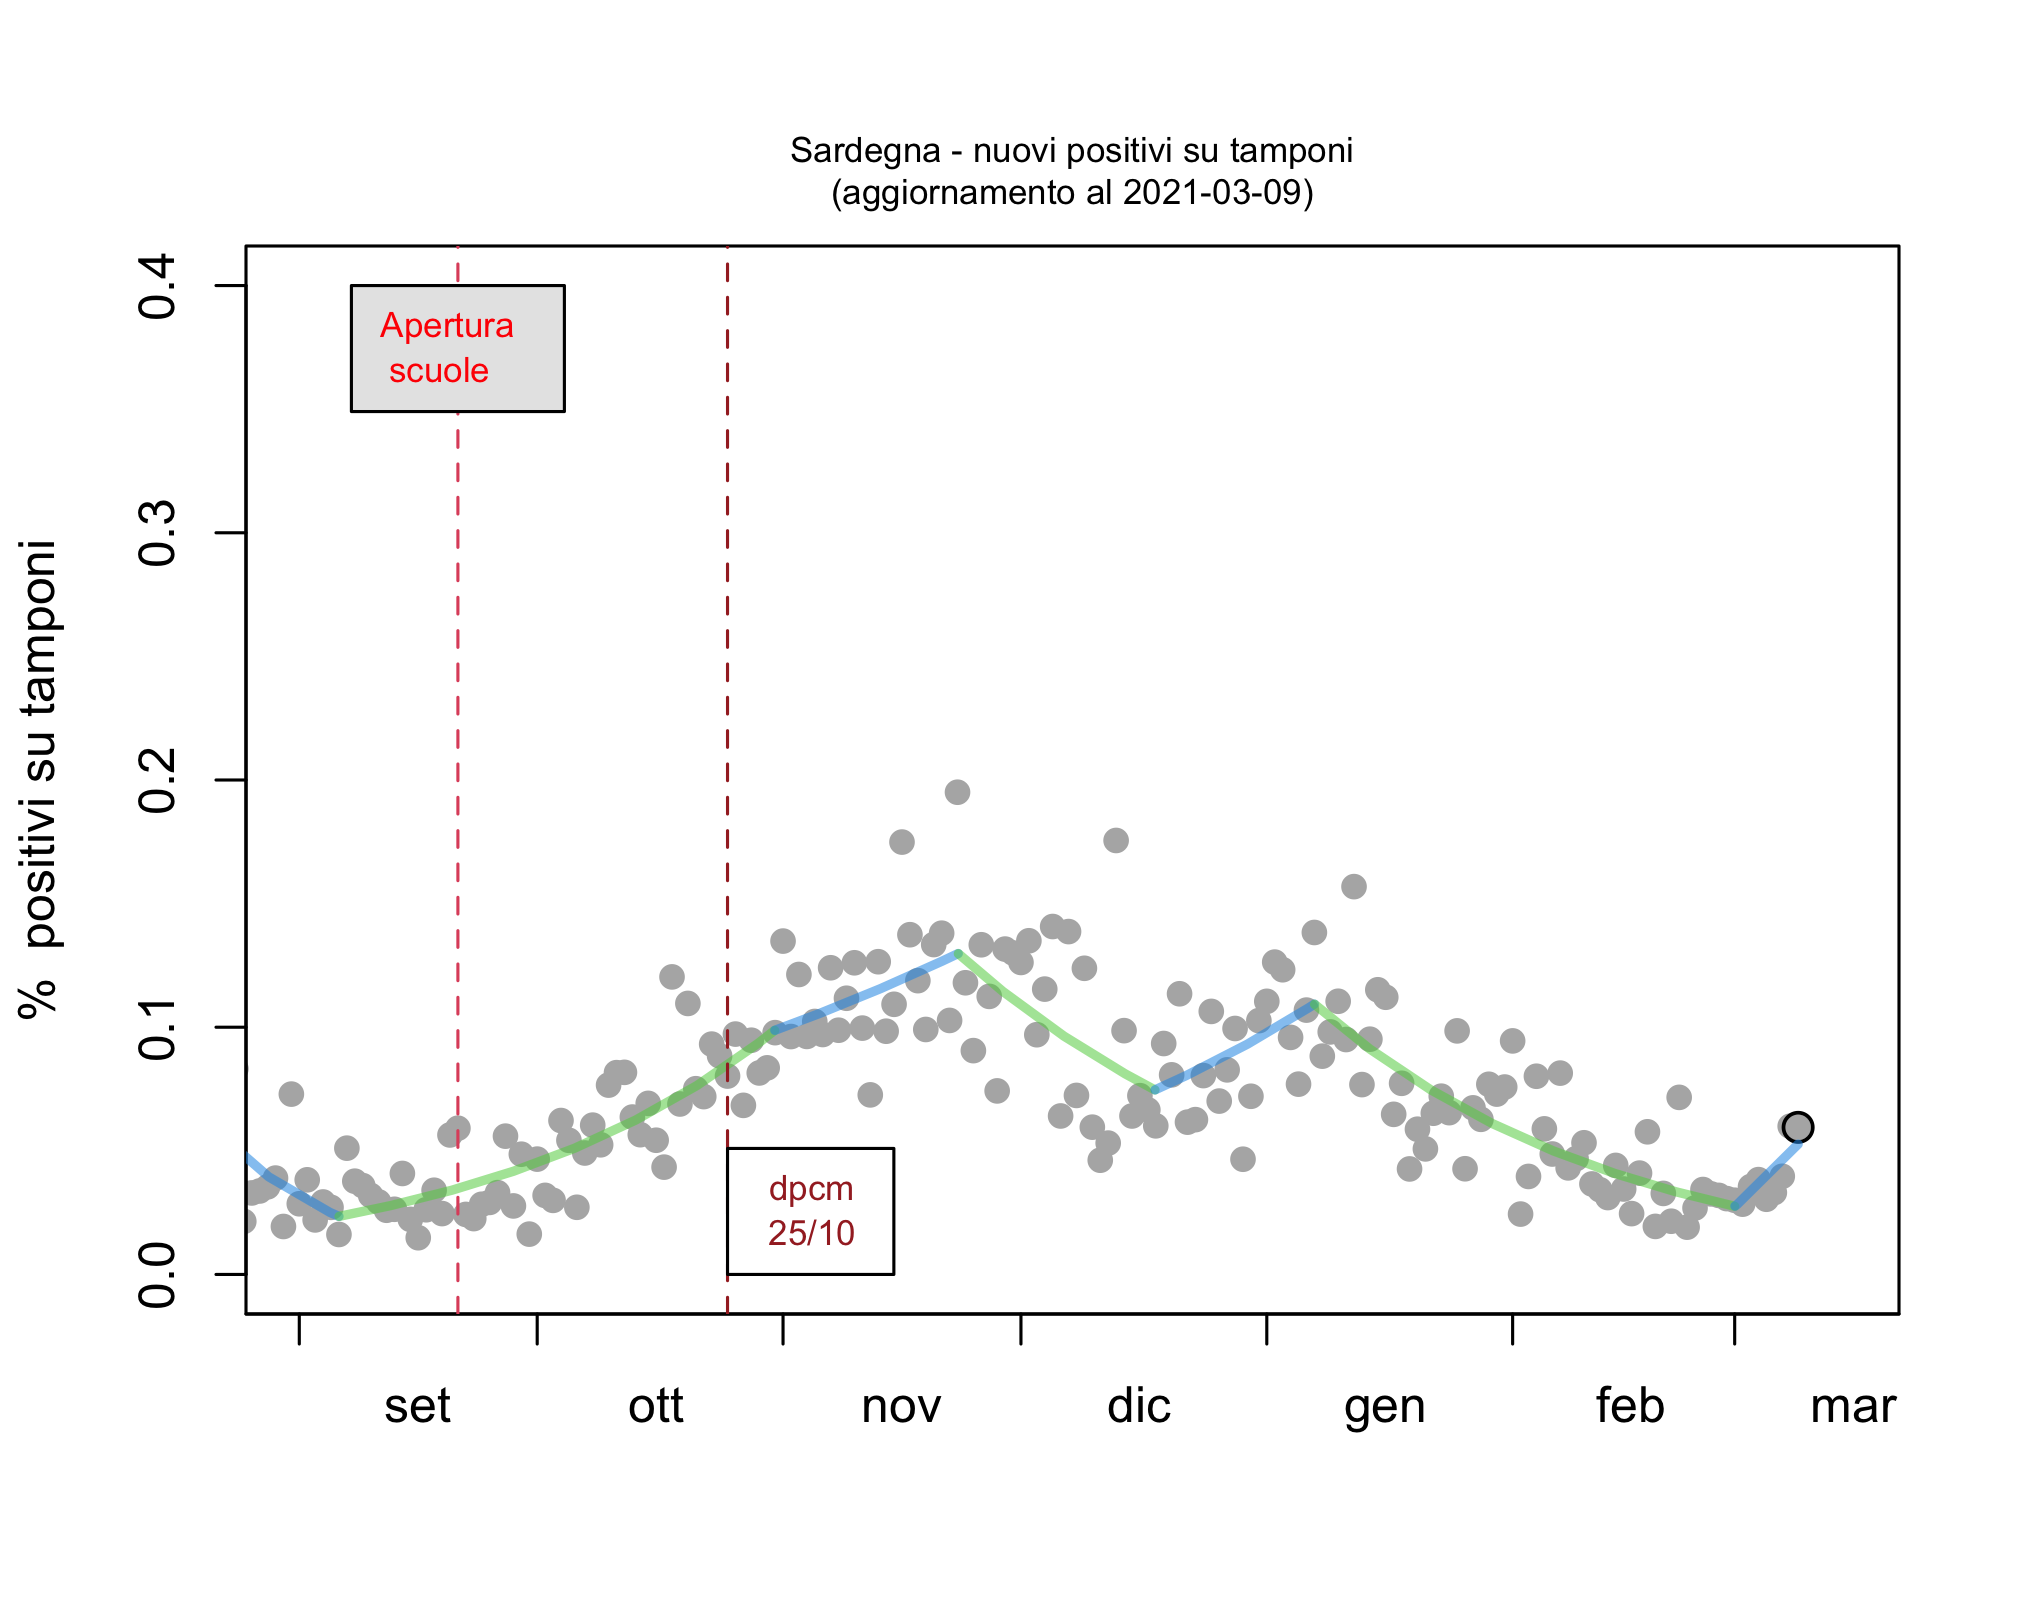 Sardegna - nuovi positivi su tamponi
(aggiornamento al 2021-03-09)
% positivi su tamponi
0.4
0.3
0.2
0.1
0.0
Apertura
scuole
dpcm
25/10
set ott nov dic gen feb mar